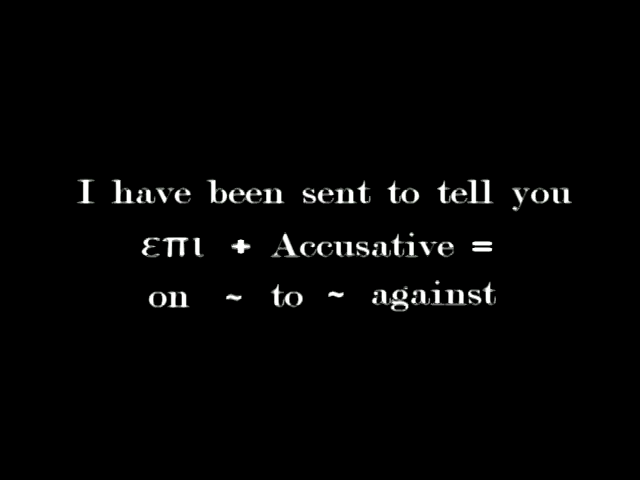 I have been sent to tell you
επι + Accusative =
on ~ to ~ against